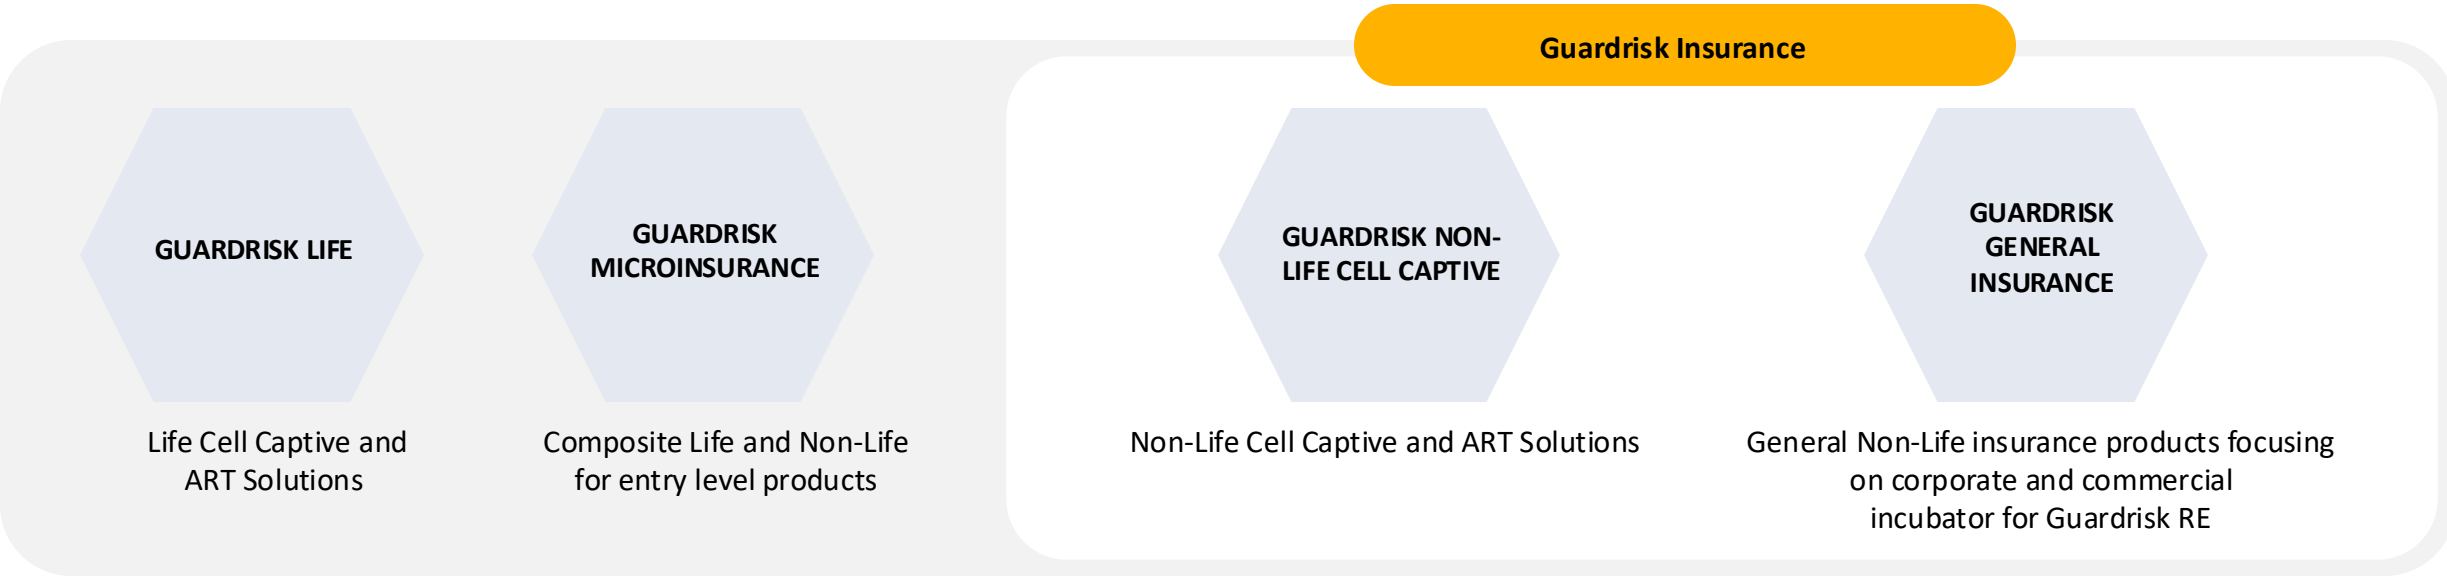 Guardrisk Insurance
GUARDRISK LIFE
Life Cell Captive and
ART Solutions
GUARDRISK
MICROINSURANCE
Composite Life and Non-Life
for entry level products
GUARDRISK NON-
LIFE CELL CAPTIVE
Non-Life Cell Captive and ART Solutions
GUARDRISK
GENERAL
INSURANCE
General Non-Life insurance products focusing
on corporate and commercial
incubator for Guardrisk RE